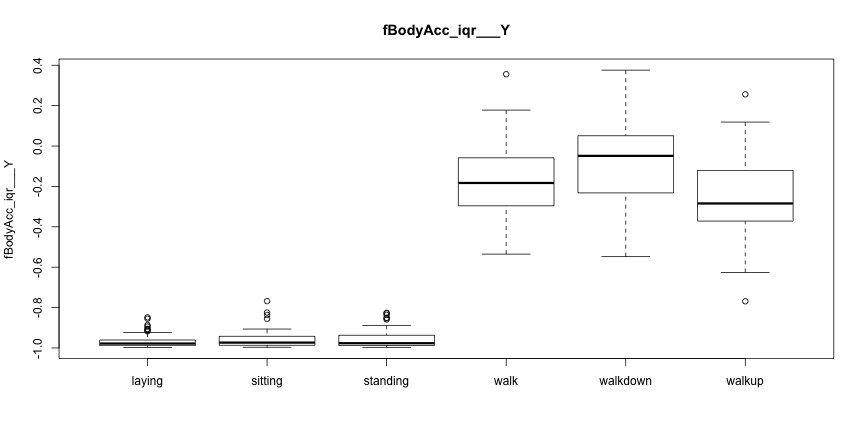 fBodyAcc_iqr___Y
fBodyAcc_iqr___Y
0.4
0.2
0.0
-0.2
-0.4
-0.6
-0.8
-1.0
laying sitting standing walk walkdown walkup